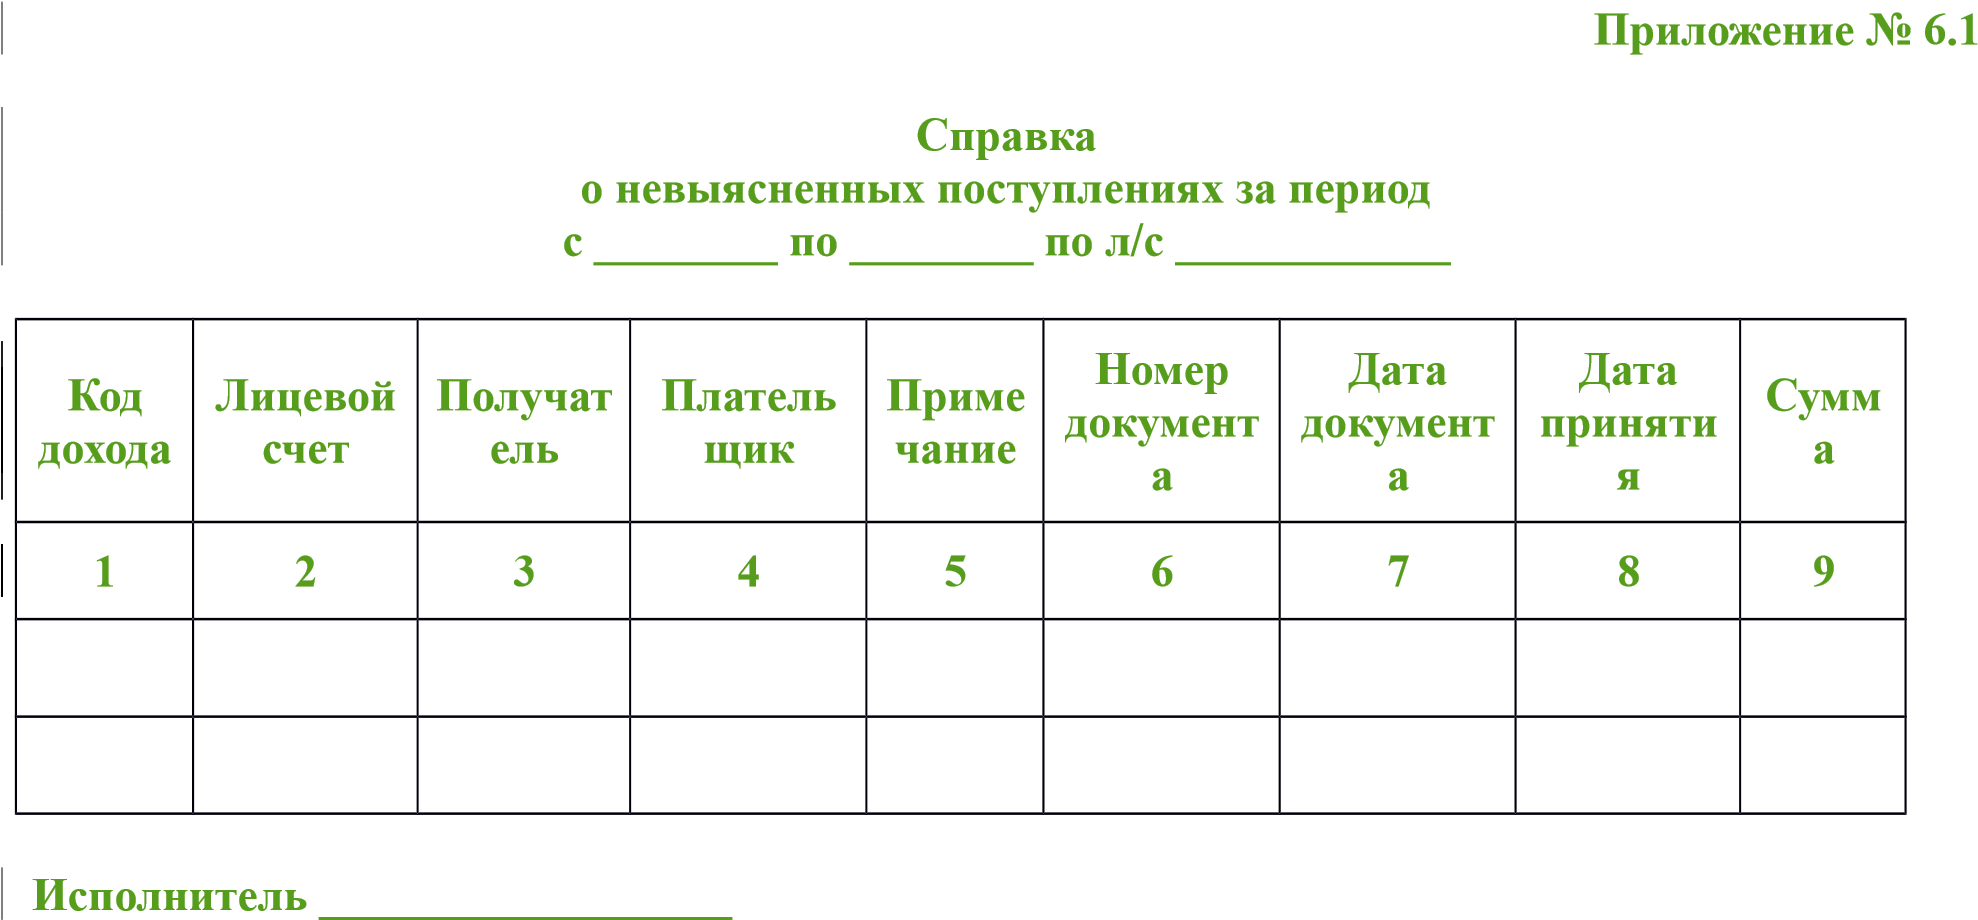 Приложение № 6.1
Справка
о невыясненных поступлениях за период
с ________ по ________ по л/с ____________
Код
дохода
Лицевой
счет
Получат
ель
Платель
щик
Приме
чание
Номер
документ
а
Дата
документ
а
Дата
приняти
я
Сумм
а
1 2 3 4 5 6 7 8 9
Исполнитель __________________